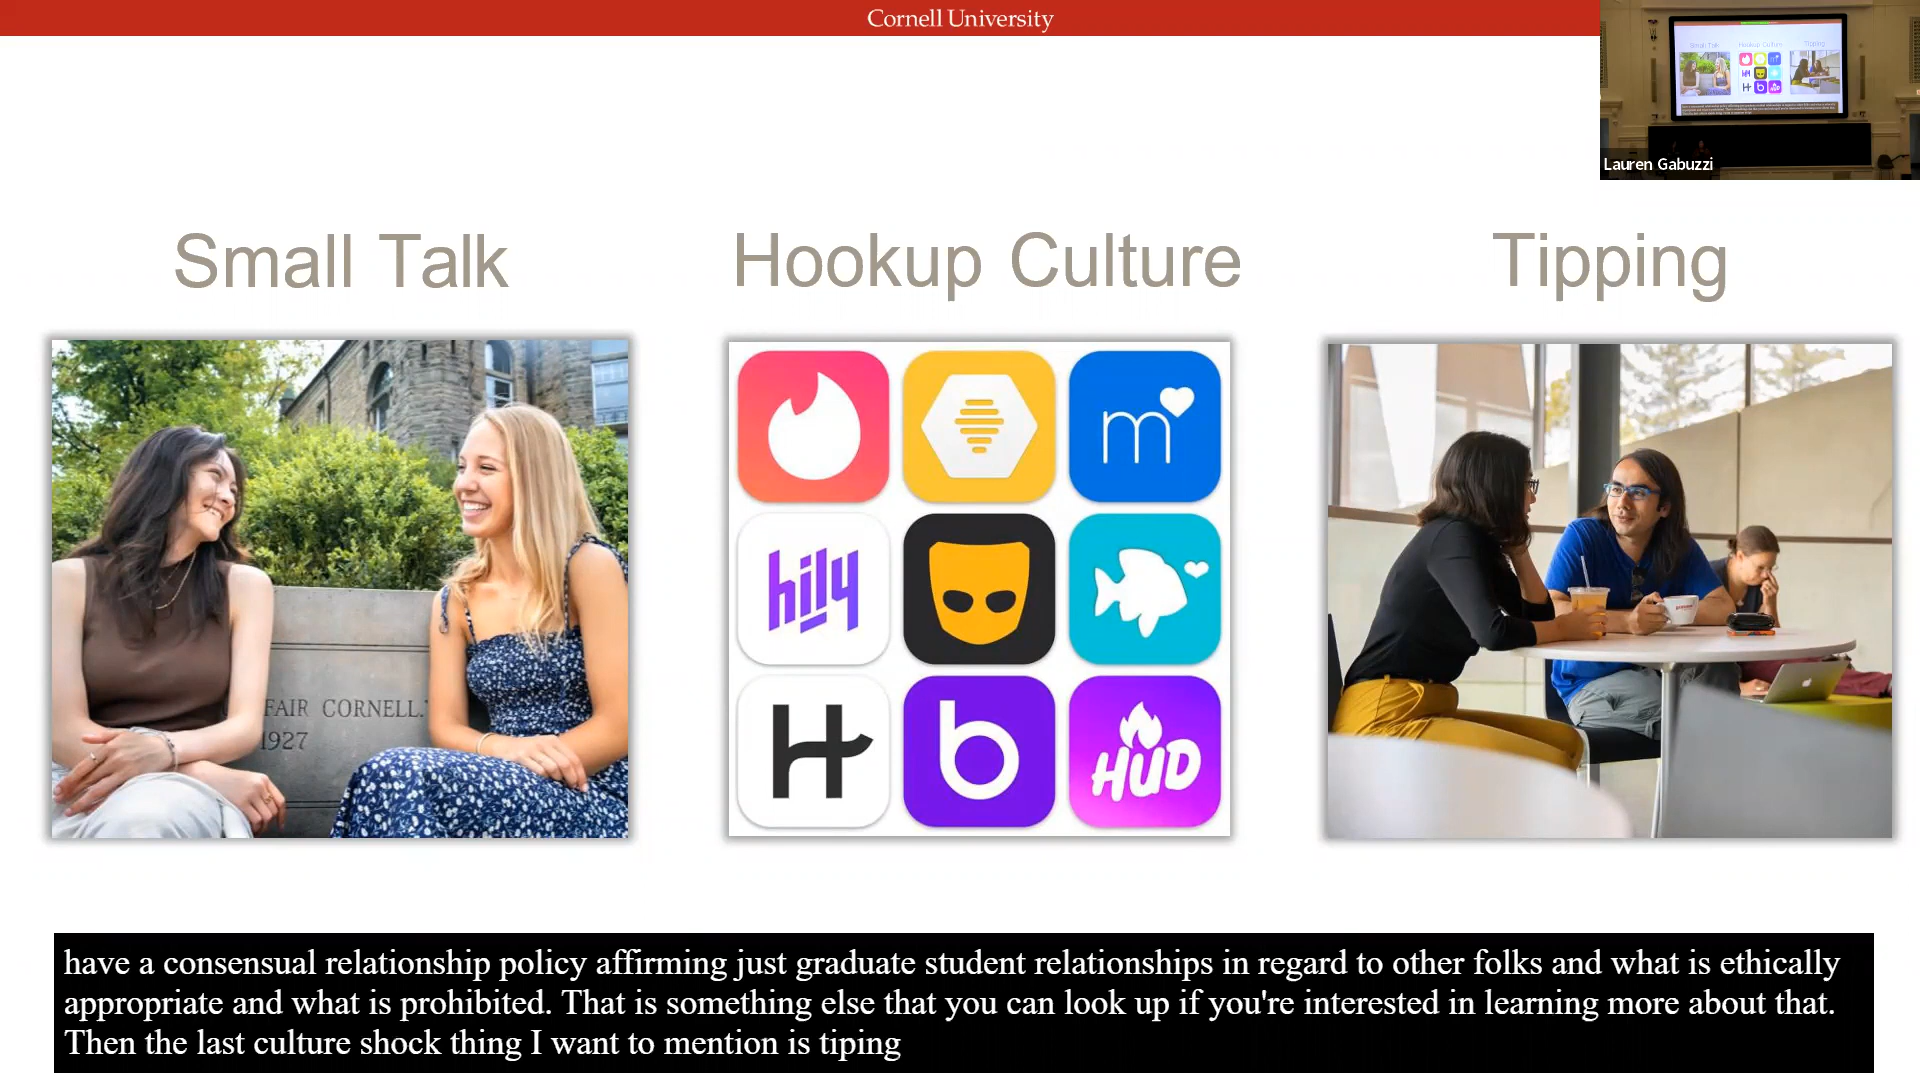 Cornell University
Lauren Gabuzzi
Small Talk
Hookup Culture
Tipping
FAIR CORNELL.
1927
m
hily
H
b
HUD
have a consensual relationship policy affirming just graduate student relationships in regard to other folks and what is ethically
appropriate and what is prohibited. That is something else that you can look up if you're interested in learning more about that.
Then the last culture shock thing I want to mention is tiping